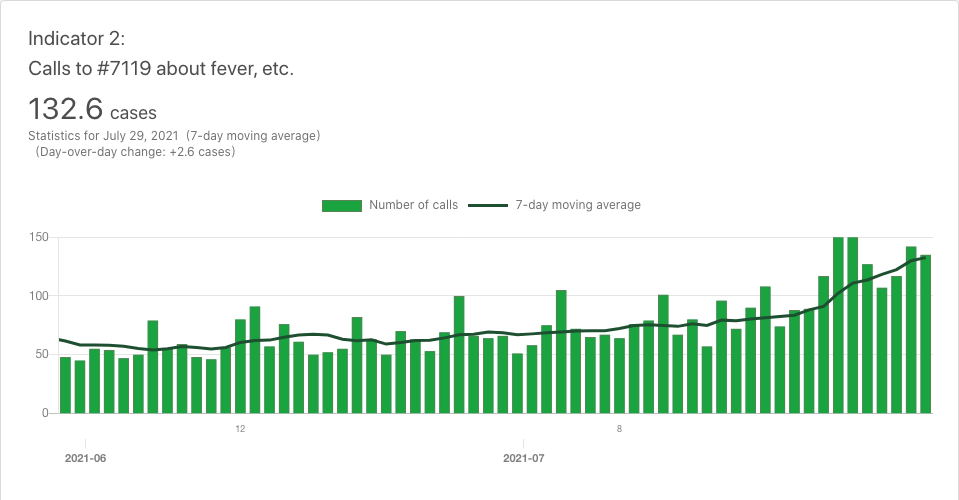 Indicator 2:
Calls to #7119 about fever, etc.
132.6 cases
Statistics for July 29, 2021 (7-day moving average)
(Day-over-day change: +2.6 cases)
Number of calls 7-day moving average
150
100
50
0
12 8
2021-06 2021-07